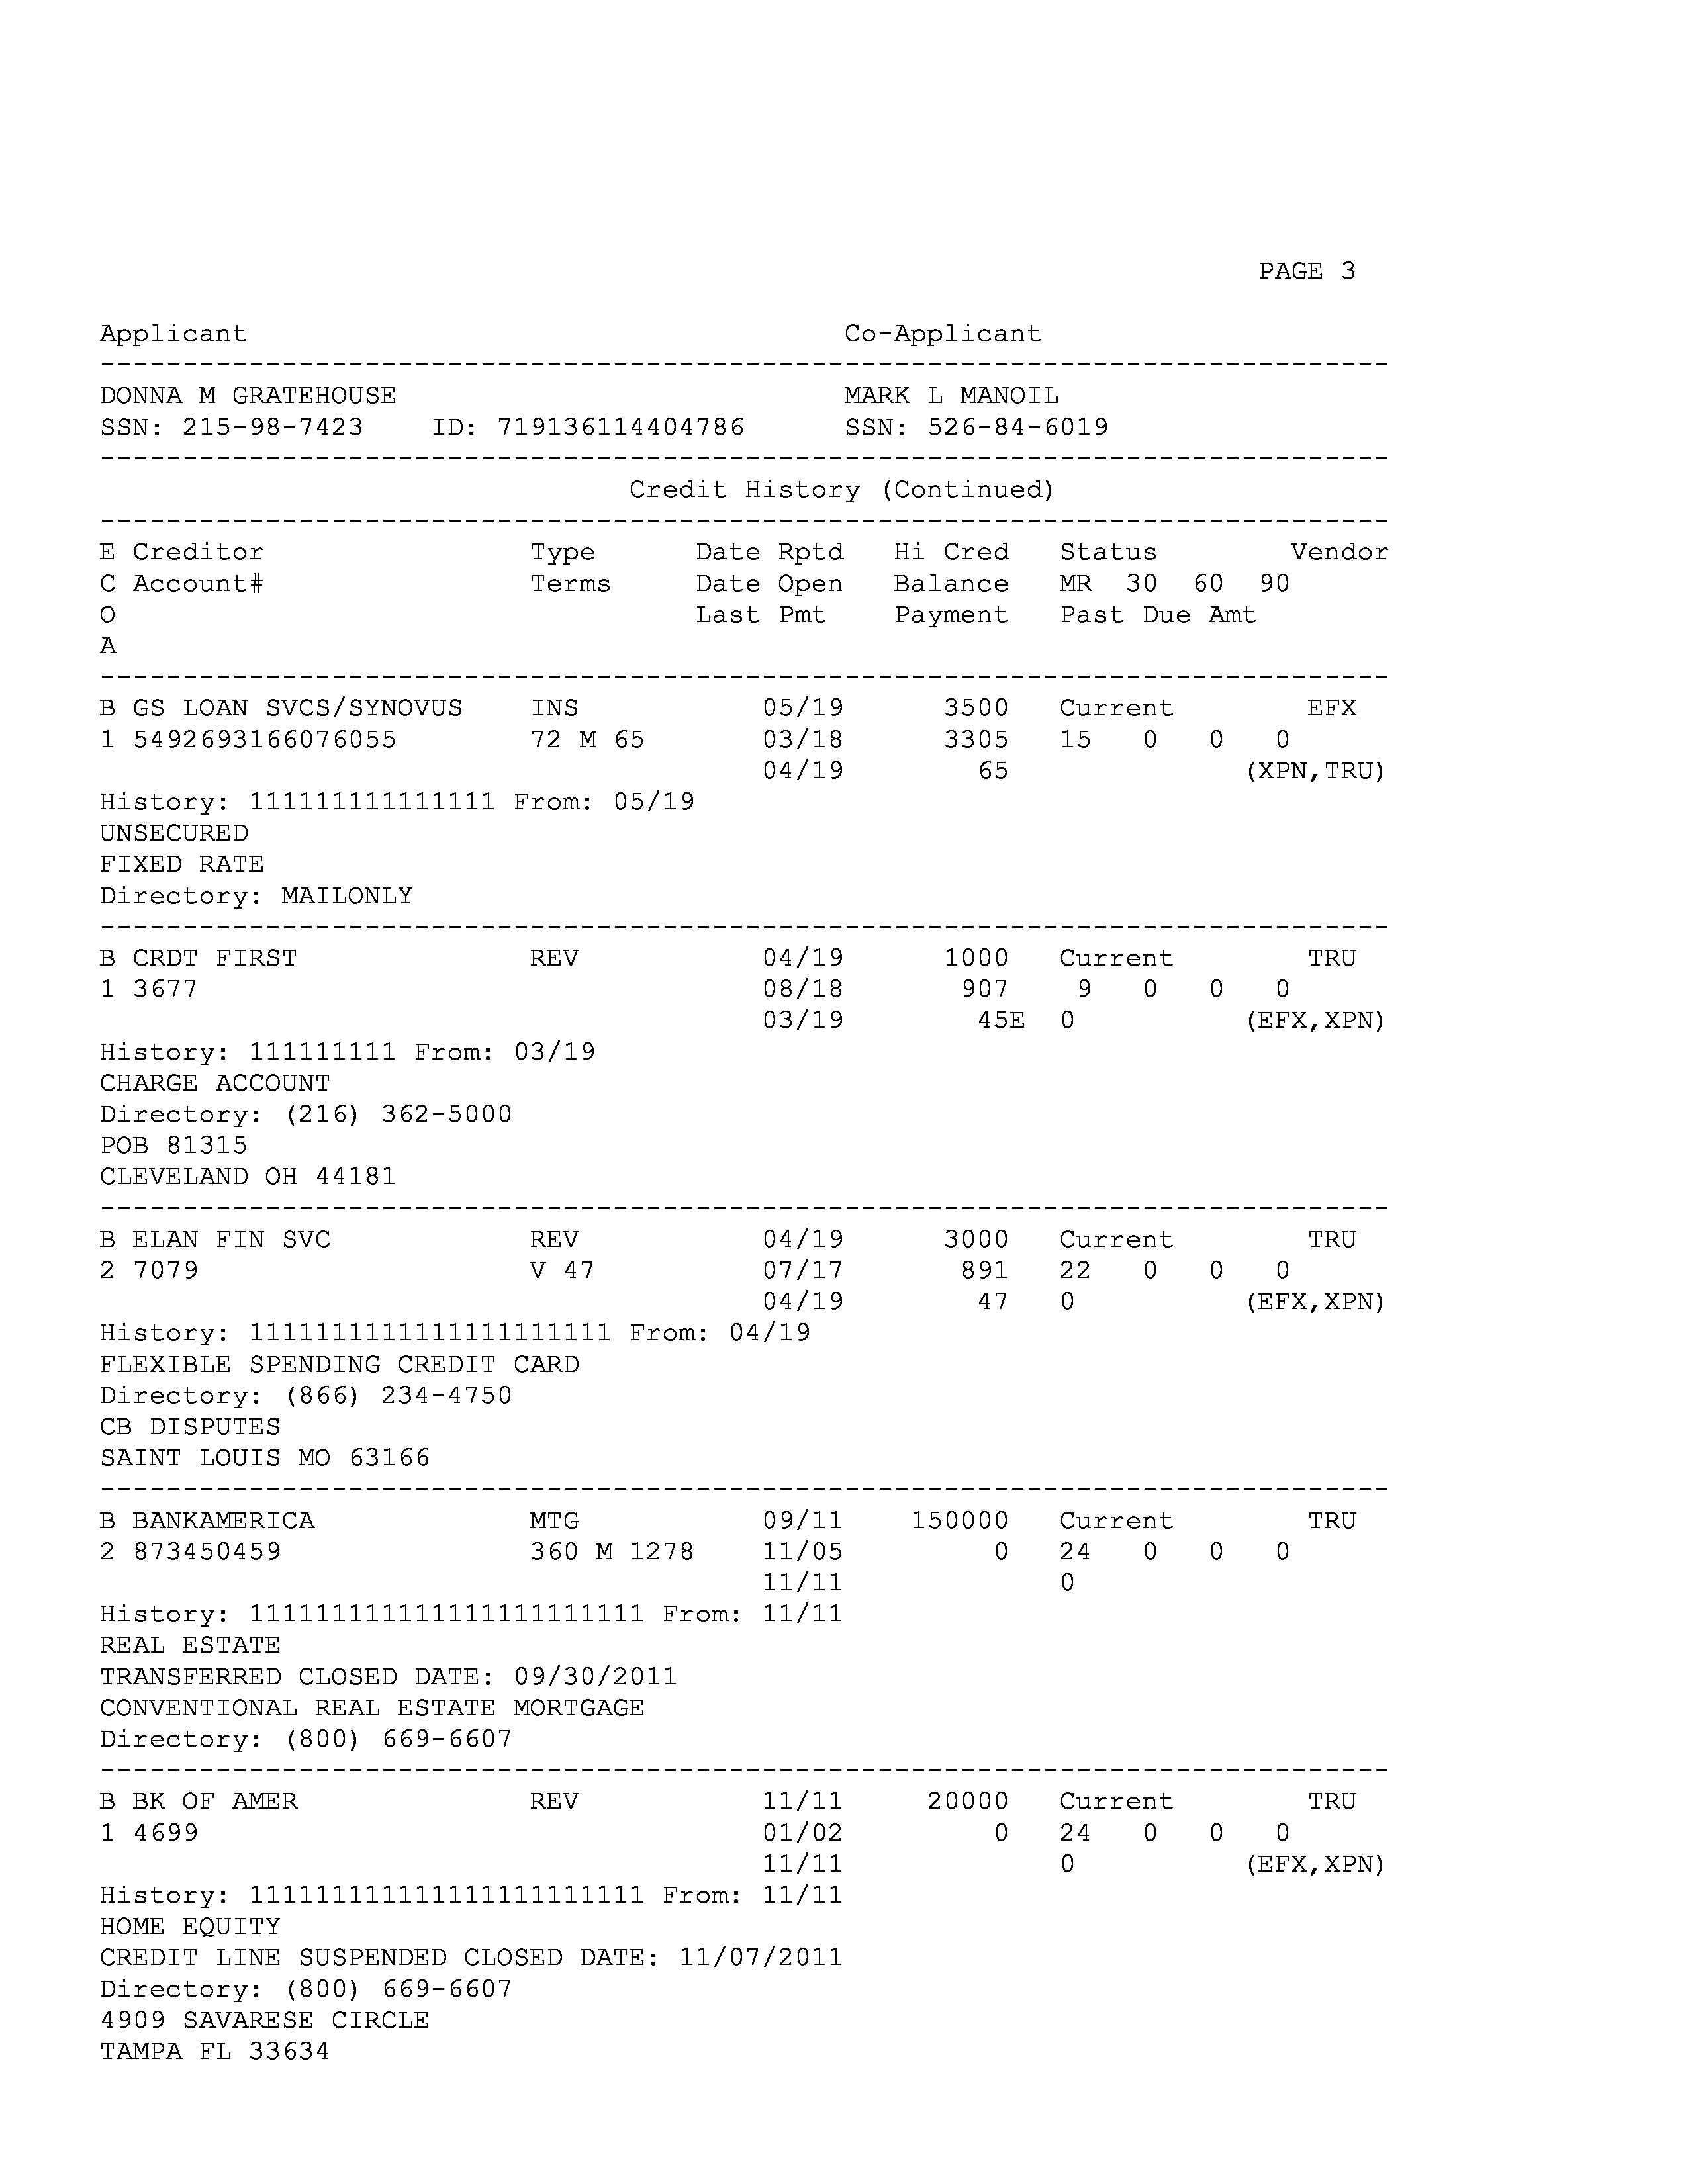 PAGE 3
Applicant Co-Applicant
--------------------------------------------------------------------------------
DONNA M GRATEHOUSE MARK L MANOIL
SSN: 215-98-7423 ID: 719136114404786 SSN: 526-84-6019
--------------------------------------------------------------------------------
Credit History (Continued)
--------------------------------------------------------------------------------
E Creditor Type Date Rptd Hi Cred Status Vendor
C Account# Terms Date Open Balance MR 30 60 90
O Last Pmt Payment Past Due Amt
A
--------------------------------------------------------------------------------
B GS LOAN SVCS/SYNOVUS INS 05/19 3500 Current EFX
1 5492693166076055 72 M 65 03/18 3305 15 0 0 0
04/19 65 (XPN,TRU)
History: 111111111111111 From: 05/19
UNSECURED
FIXED RATE
Directory: MAILONLY
--------------------------------------------------------------------------------
B CRDT FIRST REV 04/19 1000 Current TRU
1 3677 08/18 907 9 0 0 0
03/19 45E 0 (EFX,XPN)
History: 111111111 From: 03/19
CHARGE ACCOUNT
Directory: (216) 362-5000
POB 81315
CLEVELAND OH 44181
--------------------------------------------------------------------------------
B ELAN FIN SVC REV 04/19 3000 Current TRU
2 7079 V 47 07/17 891 22 0 0 0
04/19 47 0 (EFX,XPN)
History: 1111111111111111111111 From: 04/19
FLEXIBLE SPENDING CREDIT CARD
Directory: (866) 234-4750
CB DISPUTES
SAINT LOUIS MO 63166
--------------------------------------------------------------------------------
B BANKAMERICA MTG 09/11 150000 Current TRU
2 873450459 360 M 1278 11/05 0 24 0 0 0
11/11 0
History: 111111111111111111111111 From: 11/11
REAL ESTATE
TRANSFERRED CLOSED DATE: 09/30/2011
CONVENTIONAL REAL ESTATE MORTGAGE
Directory: (800) 669-6607
--------------------------------------------------------------------------------
B BK OF AMER REV 11/11 20000 Current TRU
1 4699 01/02 0 24 0 0 0
11/11 0 (EFX,XPN)
History: 111111111111111111111111 From: 11/11
HOME EQUITY
CREDIT LINE SUSPENDED CLOSED DATE: 11/07/2011
Directory: (800) 669-6607
4909 SAVARESE CIRCLE
TAMPA FL 33634